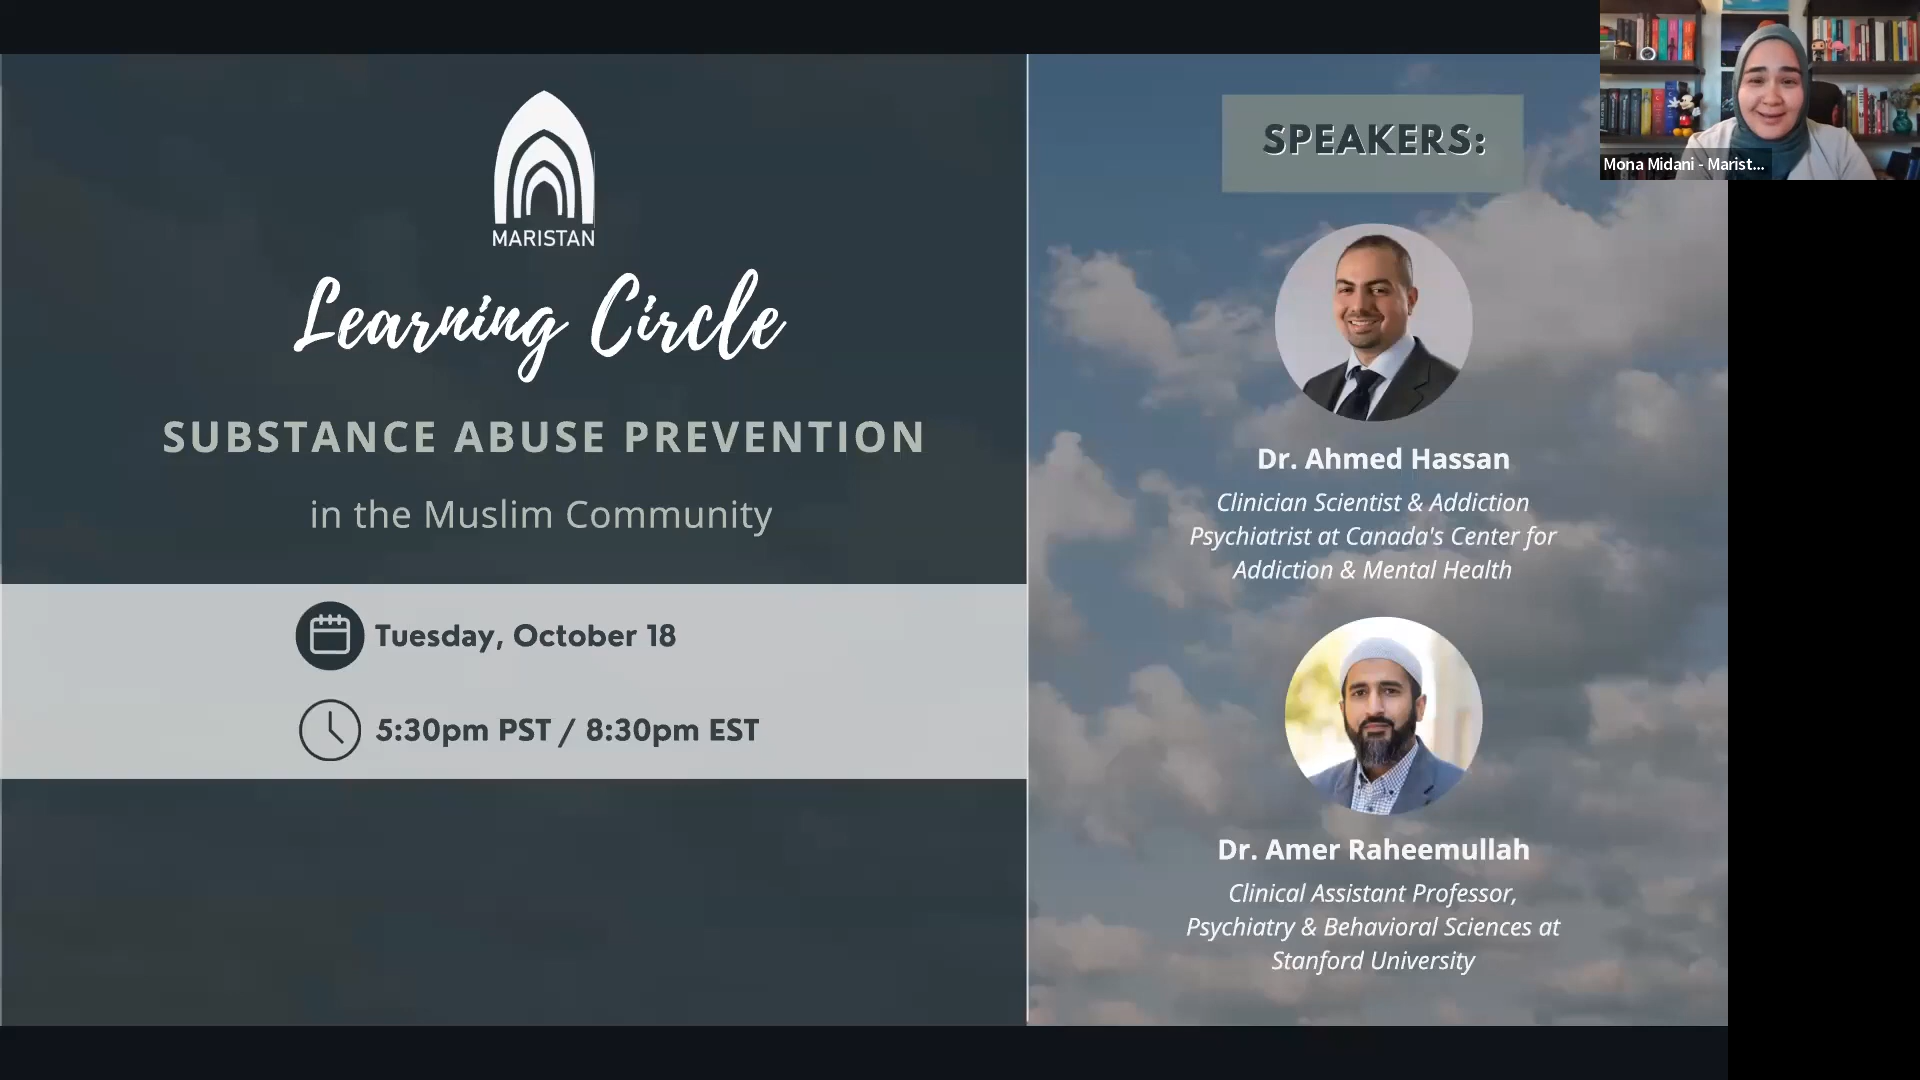 MARISTAN
Learning Circle
SUBSTANCE ABUSE PREVENTION
in the Muslim Community
Tuesday, October 18
5:30pm PST / 8:30pm EST
SPEAKERS:
Dr. Ahmed Hassan
Clinician Scientist & Addiction
Psychiatrist at Canada's Center for
Addiction & Mental Health
Dr. Amer Raheemullah
Clinical Assistant Professor,
Psychiatry & Behavioral Sciences at
Stanford University
Mona Midani - Marist...